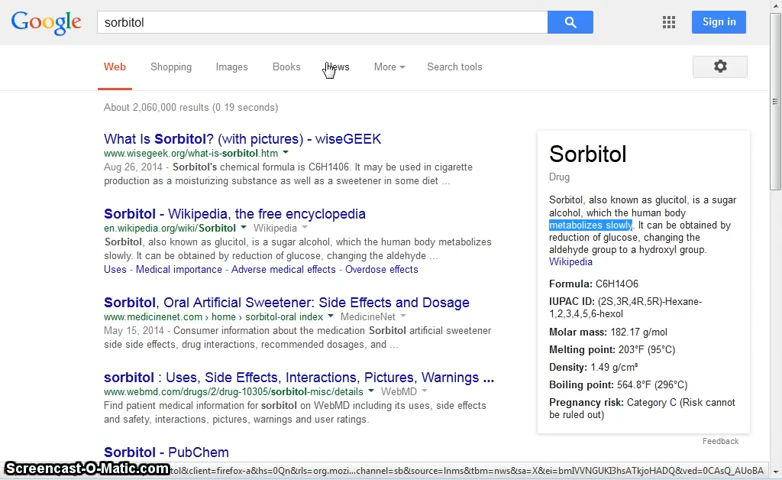 Google
sorbitol
Sign in
Web Shopping Images Books News More Search tools
About 2,060,000 results (0.19 seconds)
What Is Sorbitol? (with pictures) - wiseGEEK
www.wisegeek.org/what-is-sorbitol.htm
Aug 26, 2014 - Sorbitol's chemical formula is C6H14O6. It may be used in cigarette
production as a moisturizing substance as well as a sweetener in some diet ...
Sorbitol - Wikipedia, the free encyclopedia
en.wikipedia.org/wiki/Sorbitol Wikipedia
Sorbitol, also known as glucitol, is a sugar alcohol, which the human body metabolizes
slowly. It can be obtained by reduction of glucose, changing the aldehyde ...
Uses - Medical importance - Adverse medical effects - Overdose effects
Sorbitol, Oral Artificial Sweetener: Side Effects and Dosage
www.medicinenet.com › home › sorbitol-oral index MedicineNet
May 15, 2014 - Consumer information about the medication Sorbitol artificial sweetener
side side effects, drug interactions, recommended dosages, and ...
sorbitol : Uses, Side Effects, Interactions, Pictures, Warnings ...
www.webmd.com/drugs/2/drug-10305/sorbitol-misc/details WebMD
Find patient medical information for sorbitol on WebMD including its uses, side effects
and safety, interactions, pictures, warnings and user ratings.
Sorbitol - PubChem
Sorbitol
Drug
Sorbitol, also known as glucitol, is a sugar
alcohol, which the human body
metabolizes slowly. It can be obtained by
reduction of glucose, changing the
aldehyde group to a hydroxyl group.
Wikipedia
Formula: C6H14O6
IUPAC ID: (2S,3R,4R,5R)-Hexane-
1,2,3,4,5,6-hexol
Molar mass: 182.17 g/mol
Melting point: 203°F (95°C)
Density: 1.49 g/cm³
Boiling point: 564.8°F (296°C)
Pregnancy risk: Category C (Risk cannot
be ruled out)
Feedback
Screencast-O-Matic.com